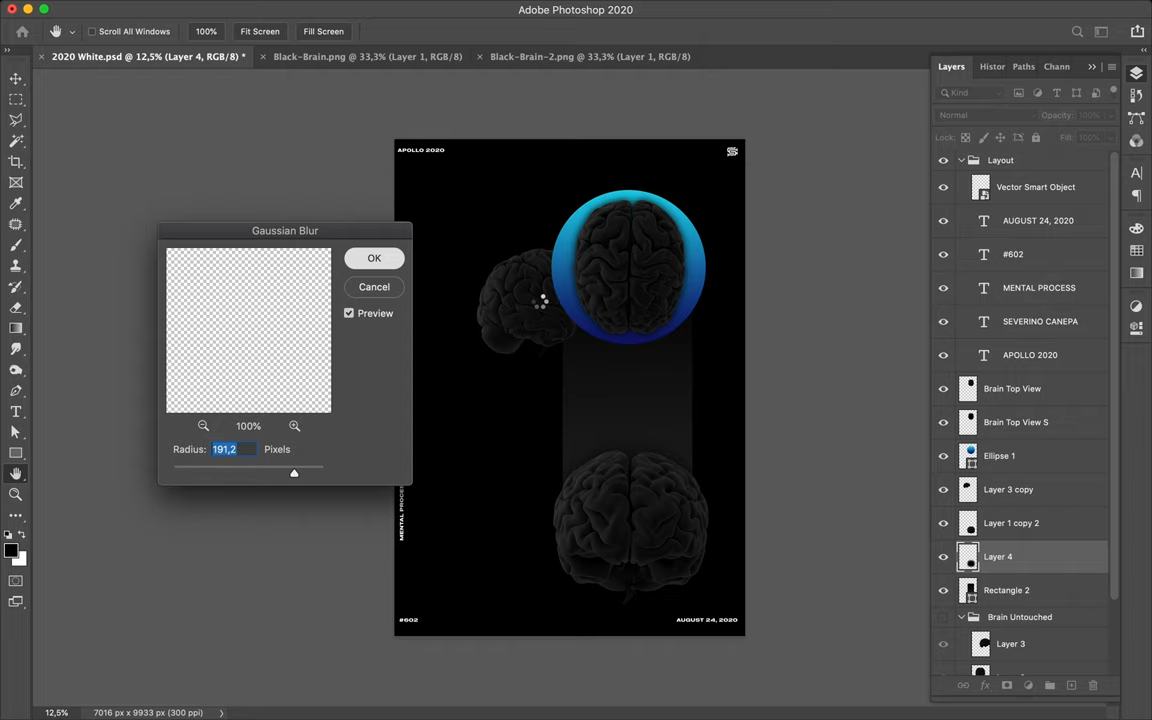 Adobe Photoshop 2020
Scroll All Windows
100%
Fit Screen
Fill Screen
2020 White.psd @ 12,5% (Layer 4, RGB/8) *
Black-Brain.png @ 33,3% (Layer 1, RGB/8)
Black-Brain-2.png @ 33,3% (Layer 1, RGB/8)
Layers
Histor
Paths
Chann
Kind
Normal
Opacity: 100%
Lock:
Fill: 100%
Layout
Vector Smart Object
AUGUST 24, 2020
#602
MENTAL PROCESS
SEVERINO CANEPA
APOLLO 2020
Brain Top View
Brain Top View S
Ellipse 1
Layer 3 copy
Layer 1 copy 2
Layer 4
Rectangle 2
Brain Untouched
Layer 3
APOLLO 2020
Gaussian Blur
OK
Cancel
Preview
100%
Radius: 191,2 Pixels
MENTAL PROCES
#602
AUGUST 24, 2020
12,5%
7016 px x 9933 px (300 ppi)